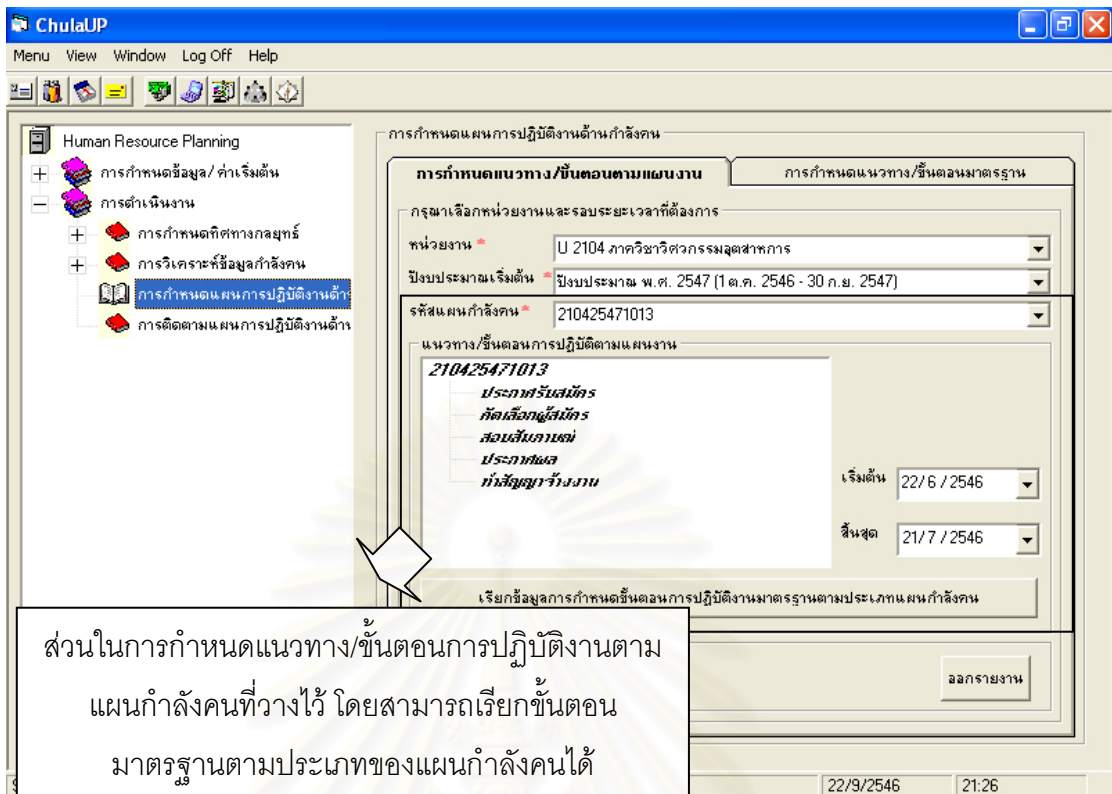 ChulaUP
Menu View Window Log Off Help
Human Resource Planning
การกำหนดข้อมูล/ ค่าเริ่มต้น
การดำเนินงาน
การกำหนดทิศทางกลยุทธ์
การวิเคราะห์ข้อมูลกำลังคน
การกำหนดแผนการปฏิบัติงานด้าน
การติดตามแผนการปฏิบัติงานด้าน
การกำหนดแผนการปฏิบัติงานด้านกำลังคน
การกำหนดแนวทาง/ขั้นตอนตามแผนงาน
การกำหนดแนวทาง/ขั้นตอนมาตรฐาน
กรุณาเลือกหน่วยงานและรอบระยะเวลาที่ต้องการ
หน่วยงาน * U 2104 ภาควิชาวิศวกรรมอุตสาหการ
ปีงบประมาณเริ่มต้น * ปีงบประมาณ พ.ศ. 2547 (1 ต.ค. 2546 - 30 ก.ย. 2547)
รหัสแผนกำลังคน * 210425471013
แนวทาง/ขั้นตอนการปฏิบัติตามแผนงาน
210425471013
ประกาศรับสมัคร
คัดเลือกผู้สมัคร
สอบสัมภาษณ์
ประกาศผล
ทำสัญญาจ้างงาน
เริ่มต้น 22/ 6 / 2546
สิ้นสุด 21/ 7 / 2546
เรียกข้อมูลการกำหนดขั้นตอนการปฏิบัติงานมาตรฐานตามประเภทแผนกำลังคน
ออกรายงาน
ส่วนในการกำหนดแนวทาง/ขั้นตอนการปฏิบัติงานตาม
แผนกำลังคนที่วางไว้ โดยสามารถเรียกขั้นตอน
มาตรฐานตามประเภทของแผนกำลังคนได้
22/9/2546 21:26